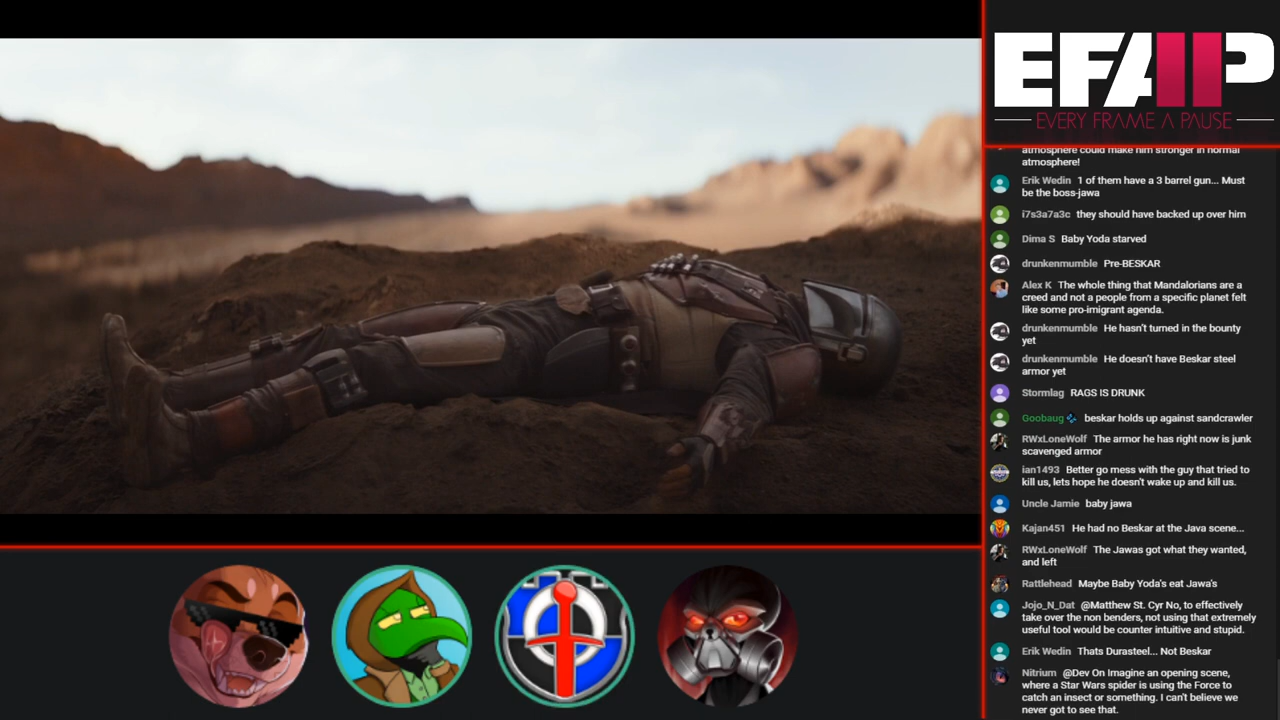 EFAP
EVERY FRAME A PAUSE
atmosphere could make him stronger in normal
atmosphere!
Erik Wedin 1 of them have a 3 barrel gun... Must
be the boss-jawa
i7s3a7a3c they should have backed up over him
Dima S Baby Yoda starved
drunkenmumble Pre-BESKAR
Alex K The whole thing that Mandalorians are a
creed and not a people from a specific planet felt
like some pro-imigrant agenda.
drunkenmumble He hasn't turned in the bounty
yet
drunkenmumble He doesn't have Beskar steel
armor yet
Stormlag RAGS IS DRUNK
Goobaug beskar holds up against sandcrawler
RWxLoneWolf The armor he has right now is junk
scavenged armor
ian1493 Better go mess with the guy that tried to
kill us, lets hope he doesn't wake up and kill us.
Uncle Jamie baby jawa
Kajan451 He had no Beskar at the Java scene...
RWxLoneWolf The Jawas got what they wanted,
and left
Rattlehead Maybe Baby Yoda's eat Jawa's
Jojo_N_Dat @Matthew St. Cyr No, to effectively
take over the non benders, not using that extremely
useful tool would be counter intuitive and stupid.
Erik Wedin Thats Durasteel... Not Beskar
Nitrium @Dev On Imagine an opening scene,
where a Star Wars spider is using the Force to
catch an insect or something. I can't believe we
never got to see that.